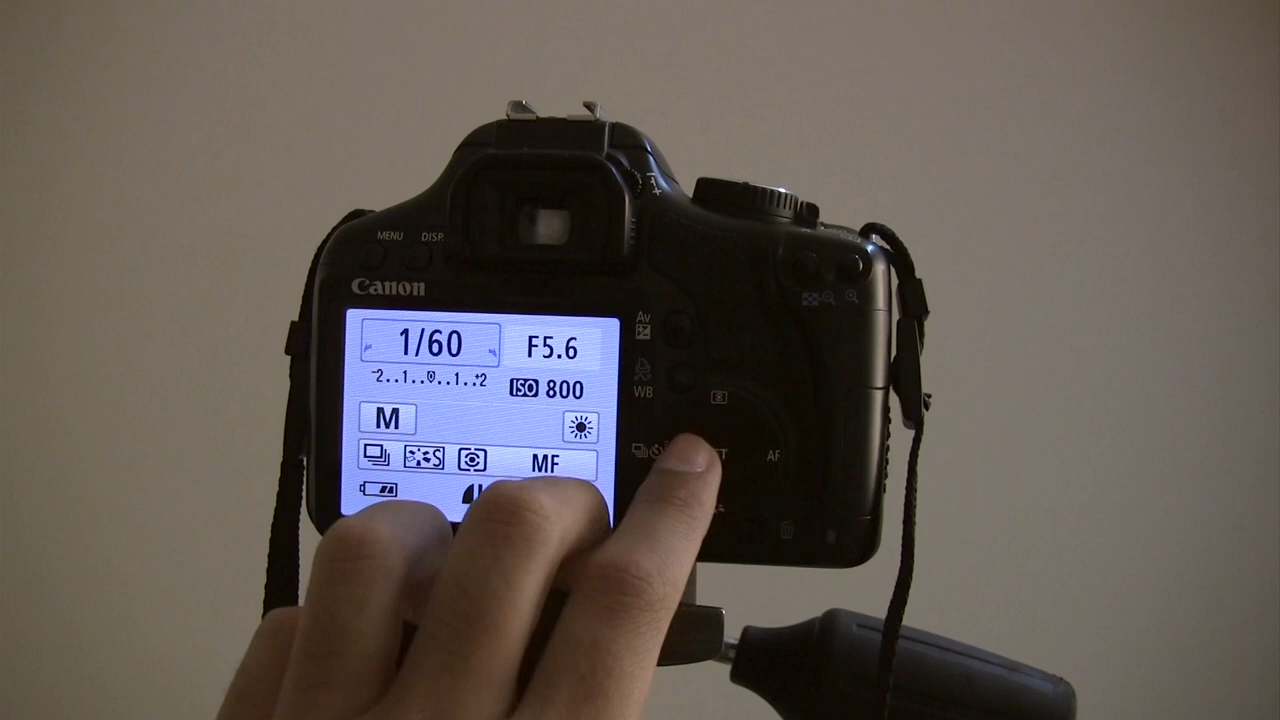 MENU DISP.
Canon
1/60 F5.6
-2..1..0..1..+2
ISO 800
M
S MF
Av
WB
AF